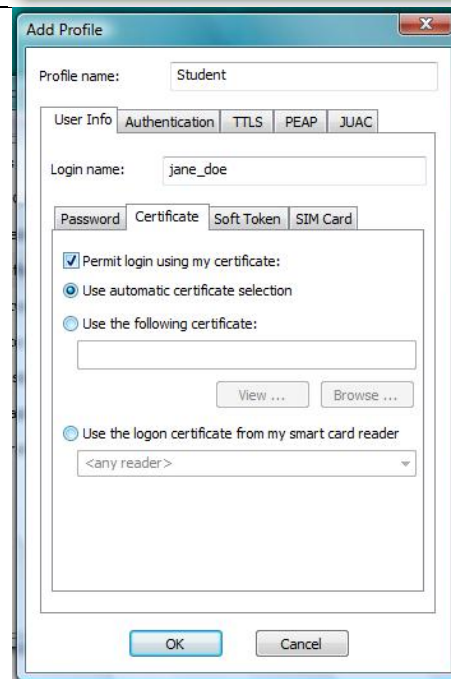 Add Profile
Profile name: Student
User Info Authentication TTLS PEAP JUAC
Login name: jane_doe
Password Certificate Soft Token SIM Card
Permit login using my certificate:
Use automatic certificate selection
Use the following certificate:
View ... Browse ...
Use the logon certificate from my smart card reader
<any reader>
OK Cancel